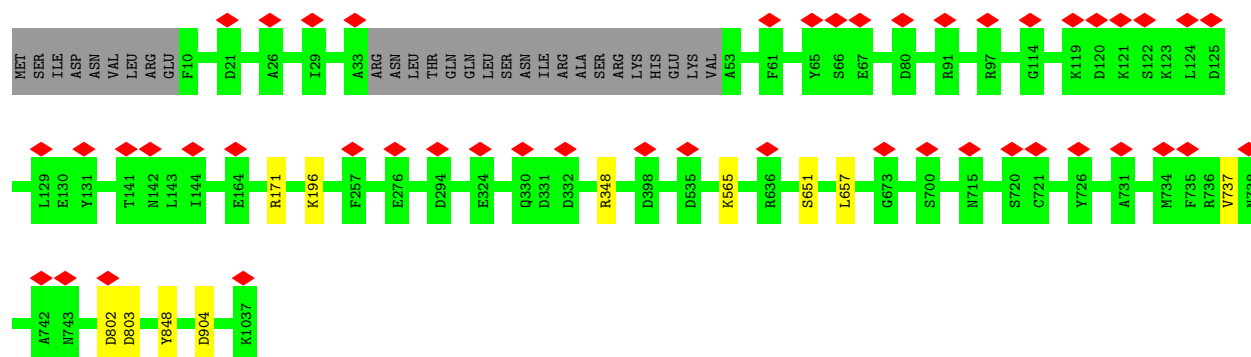 MET SER ILE ASP ASN VAL LEU ARG GLU F10 D21 A26 I29 A33 ARG ASN LEU THR GLN GLN LEU SER ASN ILE ARG ALA SER ARG LYS HIS GLU LYS VAL A53 F61 Y65 S66 E67 D80 R91 R97 G114 K119 D120 K121 S122 K123 L124 D125
L129 E130 Y131 T141 N142 L143 I144 E164 R171 K196 F257 E276 D294 E324 Q330 D331 D332 R348 D398 D535 K565 R636 S651 L657 G673 S700 N715 S720 C721 Y726 A731 M734 F735 R736 V737
A742 N743 D802 D803 Y848 D904 K1037